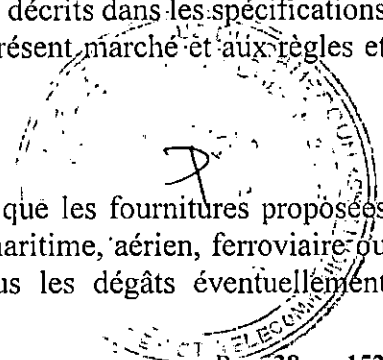 décrits dans les spécifications
résent marché et aux règles et
que les fournitures proposées
maritime, aérien, ferroviaire ou
us les dégâts éventuellement